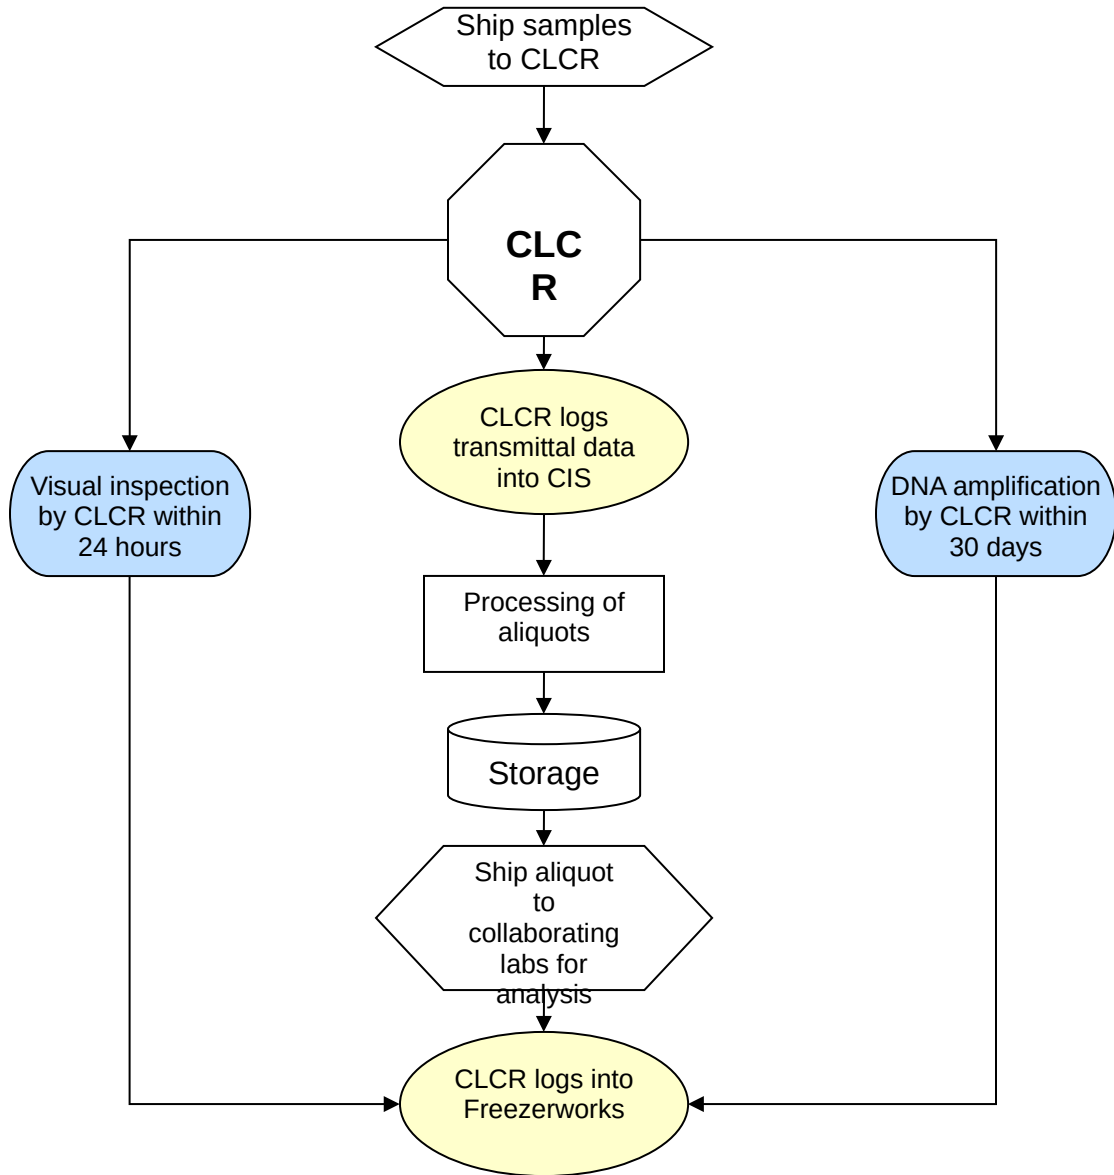 Ship samples
to CLCR
CLC
R
CLCR logs
transmittal data
into CIS
Visual inspection
by CLCR within
24 hours
DNA amplification
by CLCR within
30 days
Processing of
aliquots
Storage
Ship aliquot
to
collaborating
labs for
analysis
CLCR logs into
Freezerworks